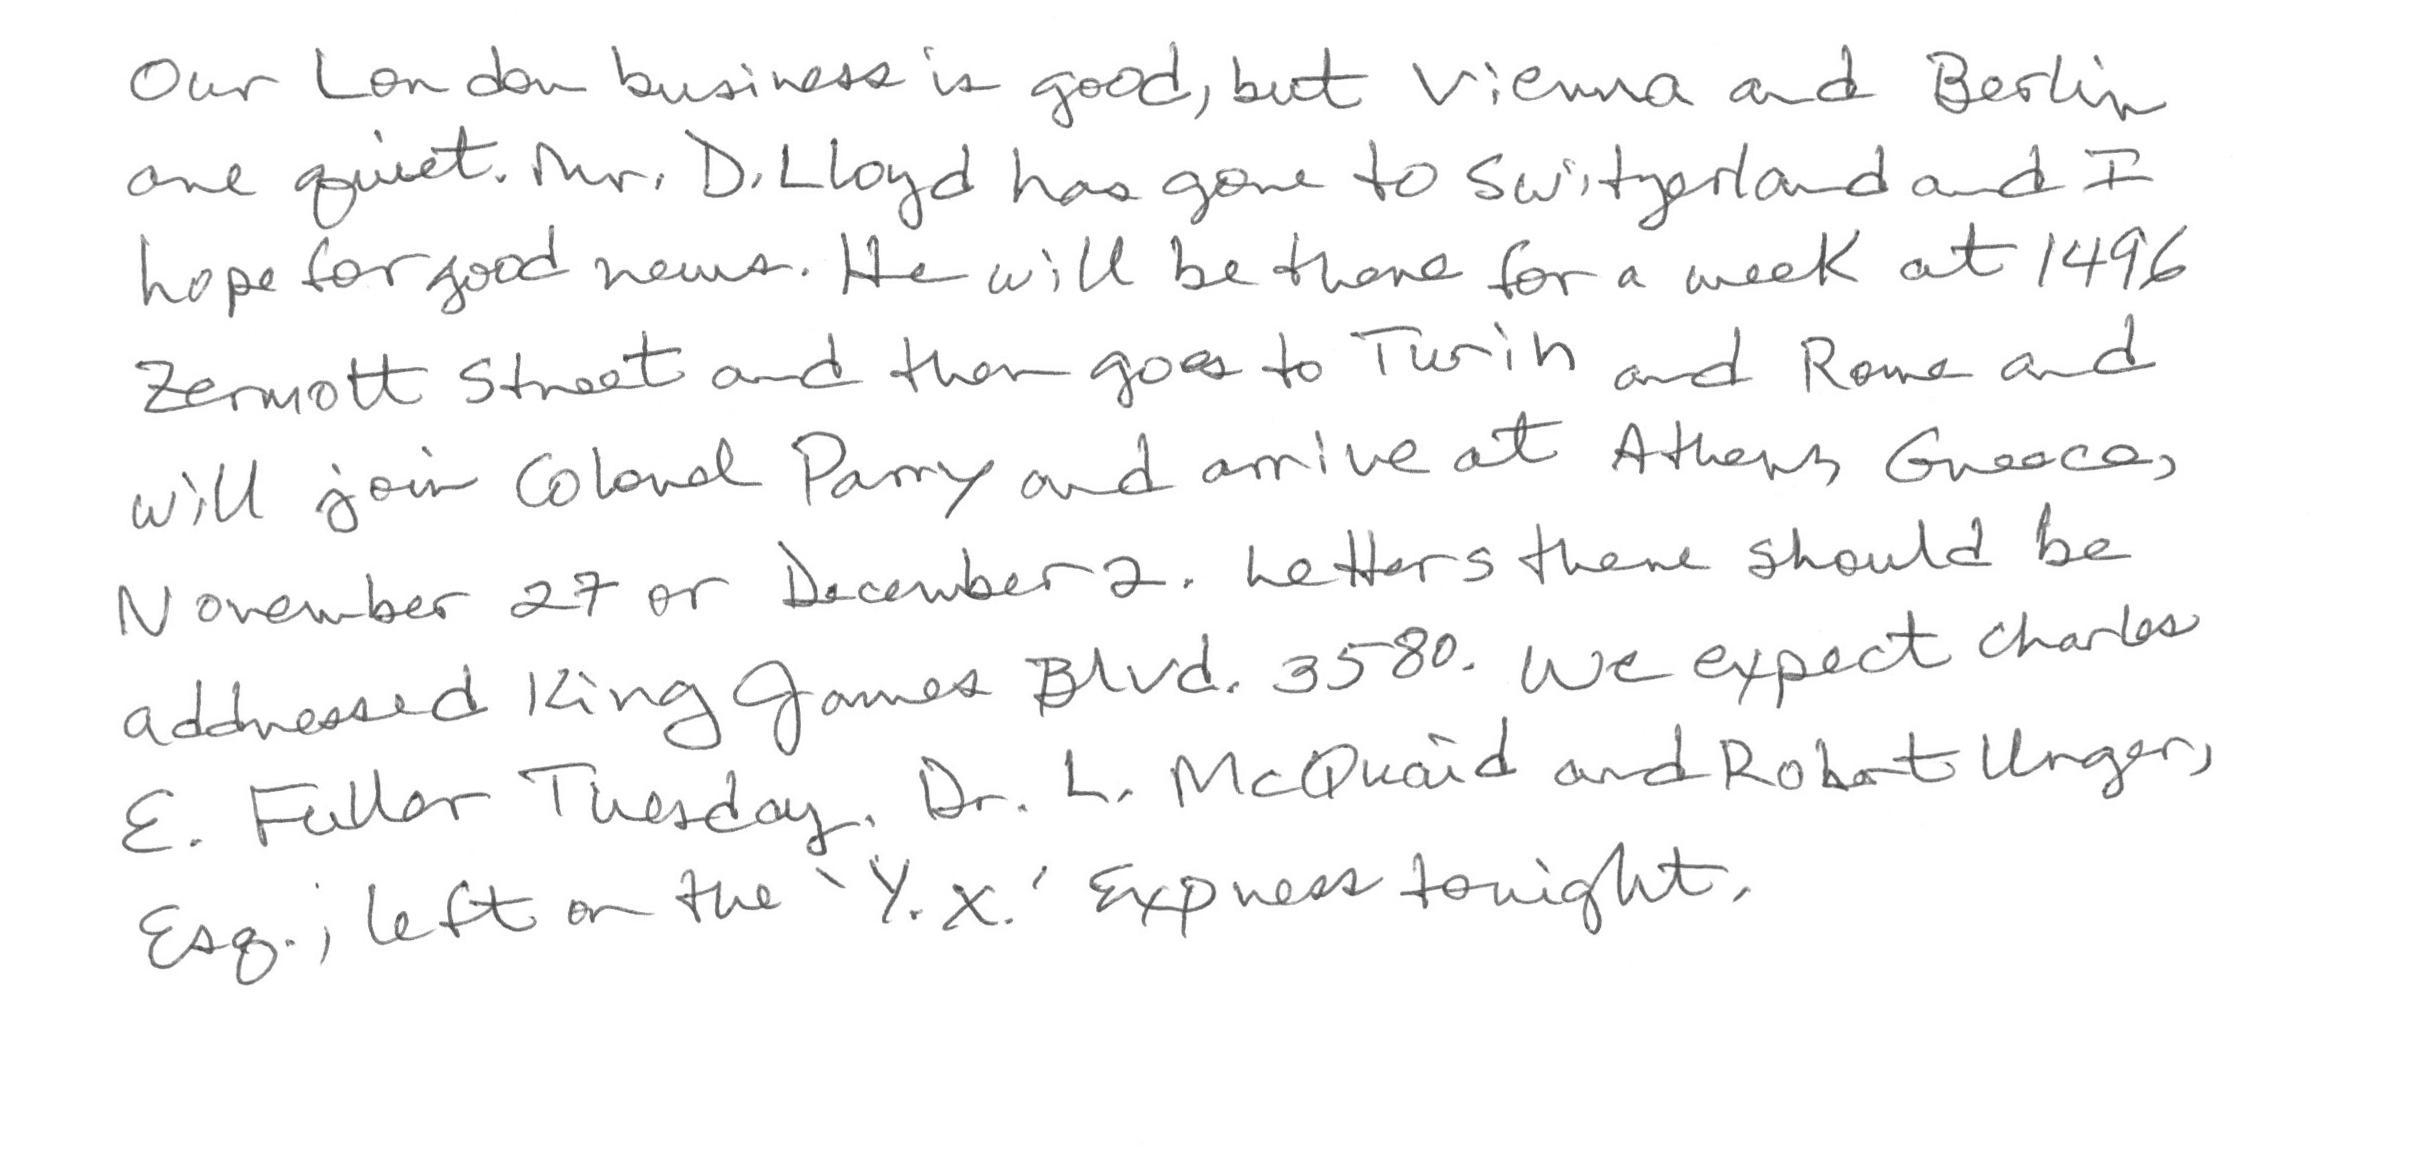 Our London business is good, but Vienna and Berlin
are quiet. Mr. D. Lloyd has gone to Switzerland and I
hope for good news. He will be there for a week at 1496
Zermott Street and then goes to Turin and Rome and
will join Colonel Parry and arrive at Athens, Greece,
November 27 or December 2. Letters there should be
addressed King James Blvd. 3580. We expect Charles
E. Fuller Tuesday. Dr. L. McQuaid and Robert Unger,
Esq., left on the 'Y.X.' Express tonight.